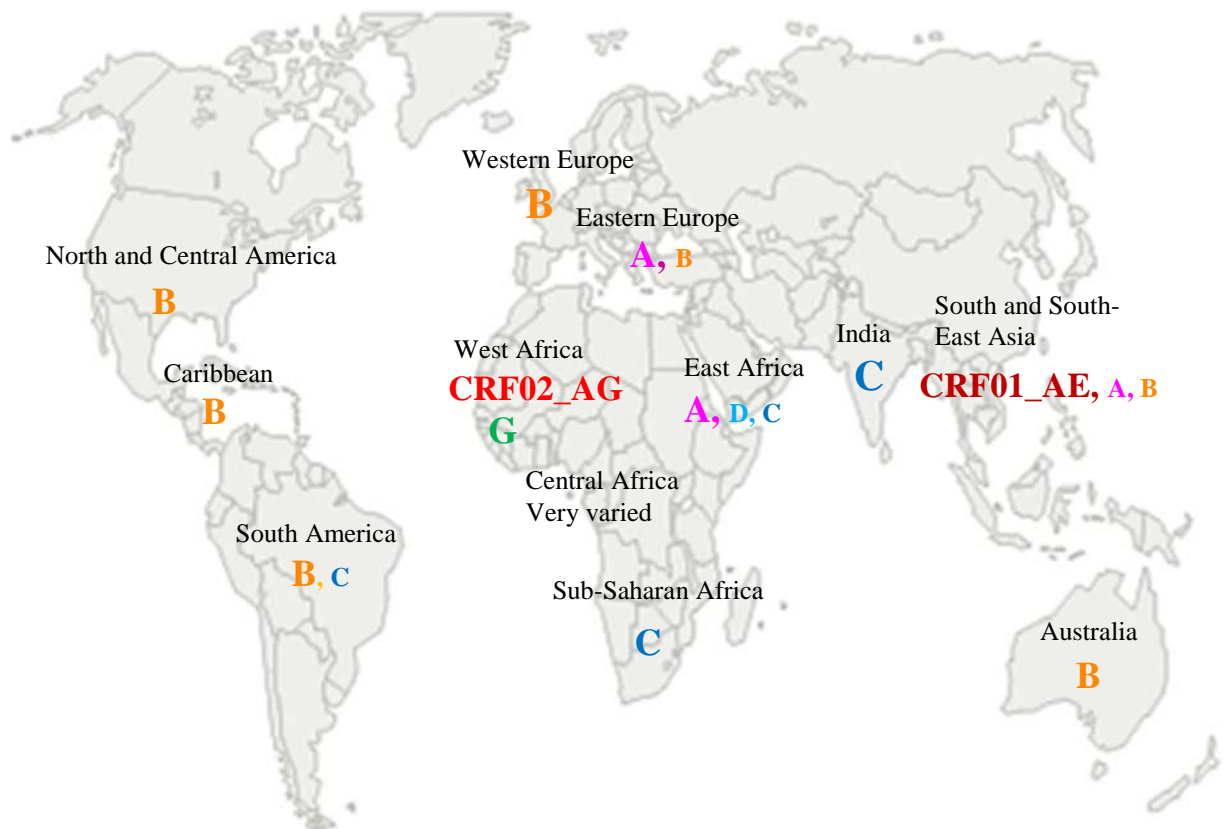 Western Europe
B
Eastern Europe
A, B
North and Central America
B
Caribbean
B
South America
B, C
West Africa
CRF02_AG
G
East Africa
A, D, C
Central Africa
Very varied
Sub-Saharan Africa
C
India
C
South and South-
East Asia
CRF01_AE, A, B
Australia
B